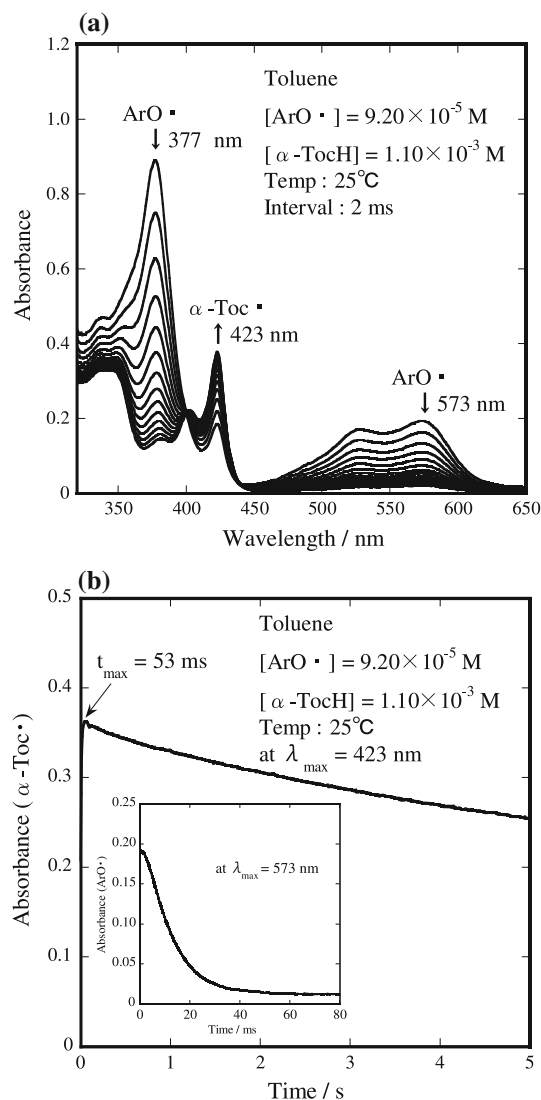 (a)
1.2
1.0
0.8
0.6
0.4
0.2
0
Absorbance
Toluene
[ArO•] = 9.20×10⁻⁵ M
[α-TocH] = 1.10×10⁻³ M
Temp : 25℃
Interval : 2 ms
ArO•
↓ 377 nm
α-Toc•
↑ 423 nm
ArO•
↓ 573 nm
350 400 450 500 550 600 650
Wavelength / nm
(b)
0.5
0.4
0.3
0.2
0.1
0
Absorbance (α-Toc•)
Toluene
t_max = 53 ms
[ArO•] = 9.20×10⁻⁵ M
[α-TocH] = 1.10×10⁻³ M
Temp : 25℃
at λ_max = 423 nm
0.25
0.20
0.15
0.10
0.05
0
Absorbance (ArO•)
at λ_max = 573 nm
0 20 40 60 80
Time / ms
0 1 2 3 4 5
Time / s